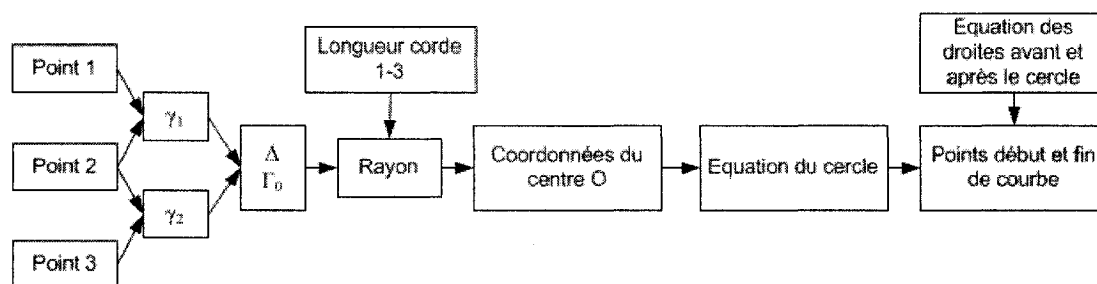 Point 1
Point 2
Point 3
γ₁
γ₂
Δ
Γ₀
Longueur corde
1-3
Rayon
Coordonnées du
centre O
Equation du cercle
Equation des
droites avant et
après le cercle
Points début et fin
de courbe